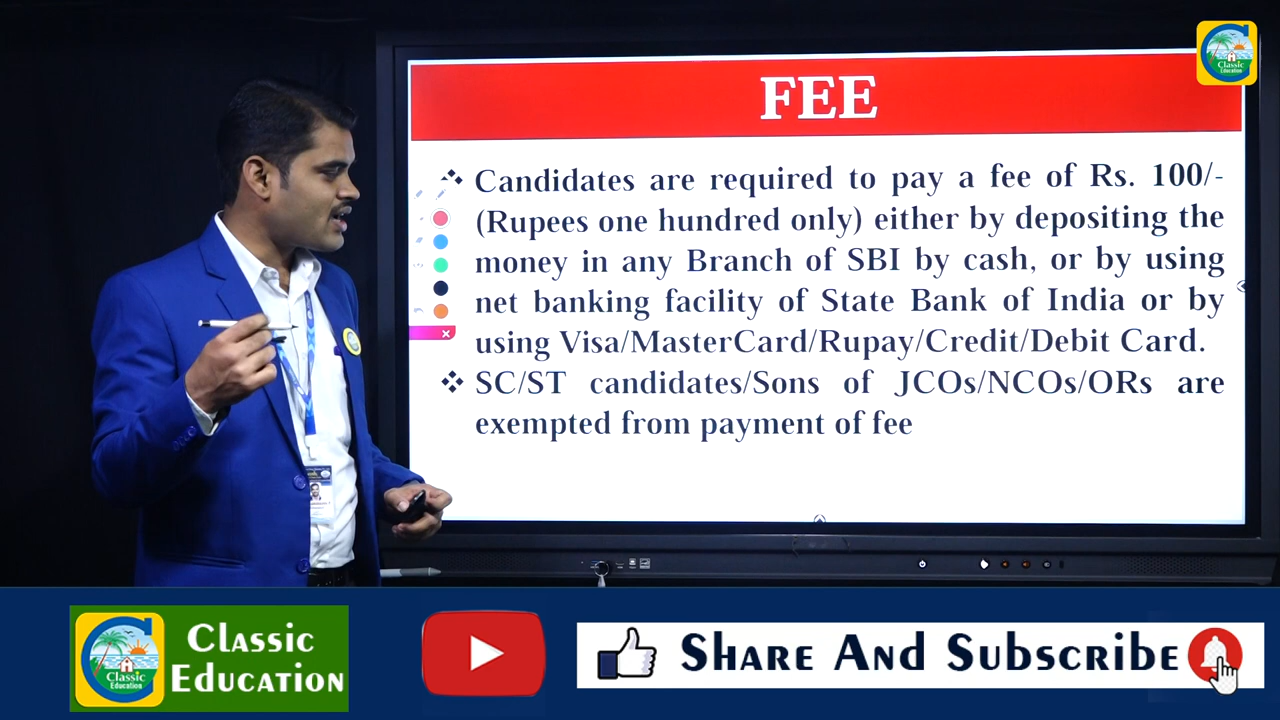 Classic
Education
FEE
Candidates are required to pay a fee of Rs. 100/-
(Rupees one hundred only) either by depositing the
money in any Branch of SBI by cash, or by using
net banking facility of State Bank of India or by
using Visa/MasterCard/Rupay/Credit/Debit Card.
SC/ST candidates/Sons of JCOs/NCOs/ORs are
exempted from payment of fee
Classic
Education
Classic
Education
Share And Subscribe